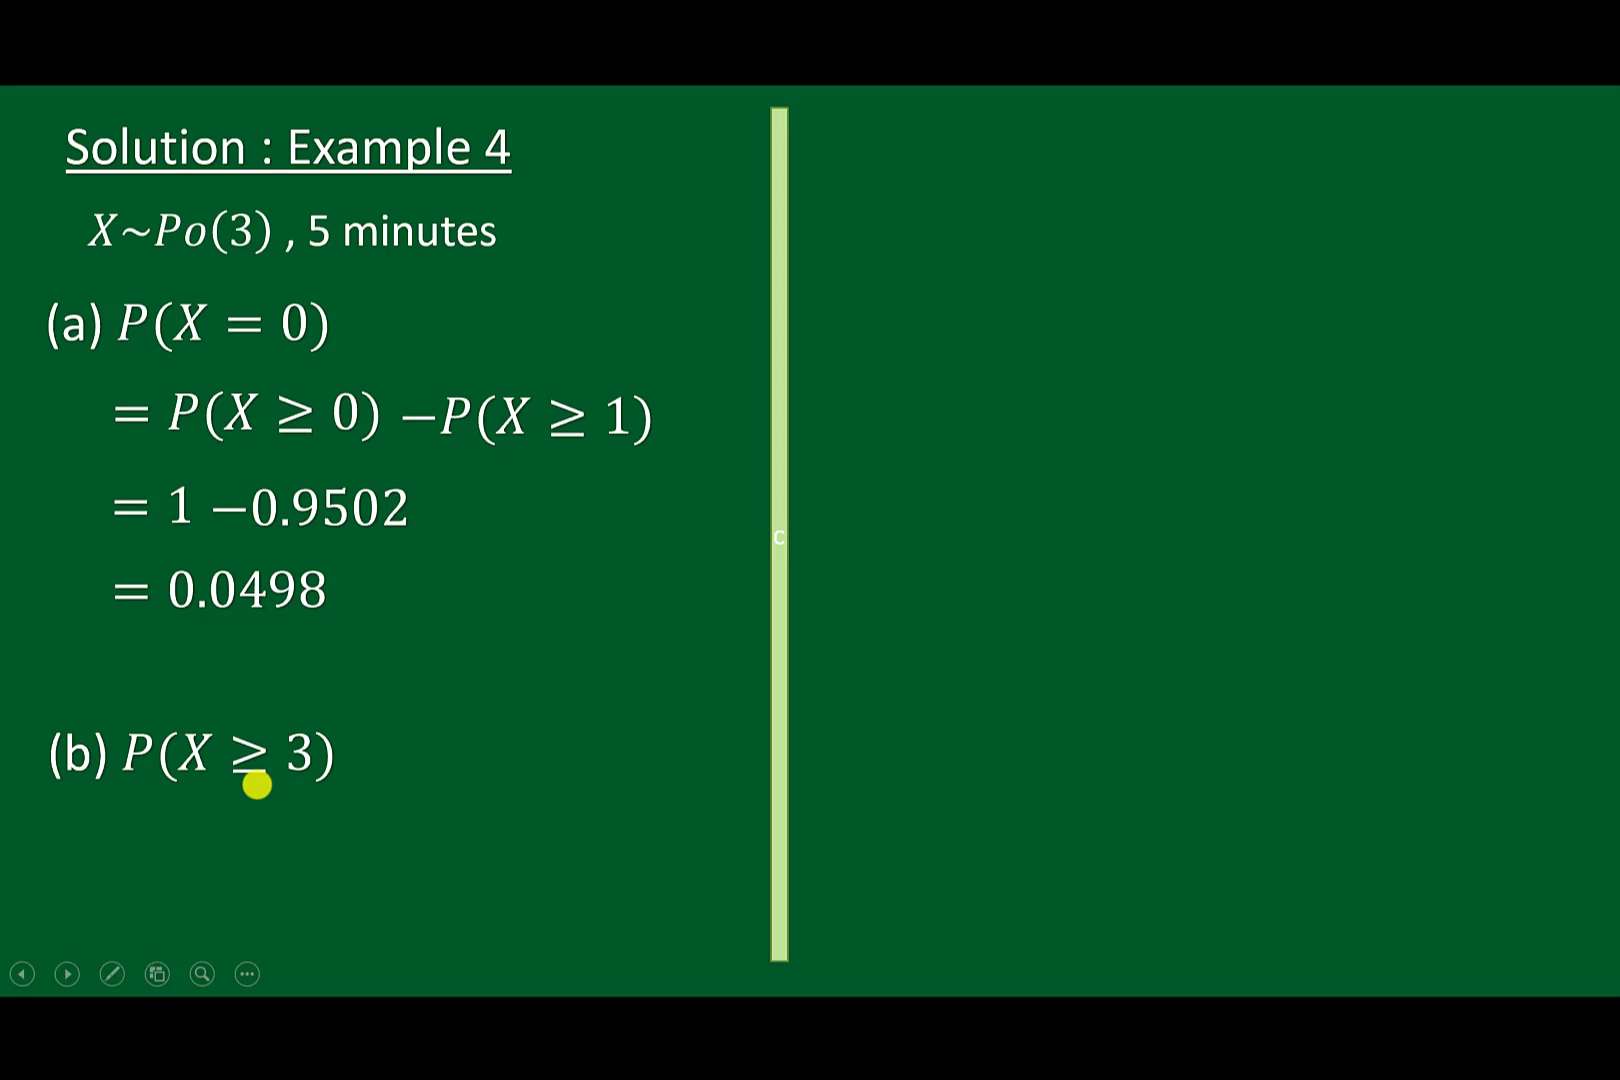 Solution : Example 4
X~Po(3) , 5 minutes
(a) P(X = 0)
= P(X ≥ 0) −P(X ≥ 1)
= 1 −0.9502
= 0.0498
(b) P(X ≥ 3)
c